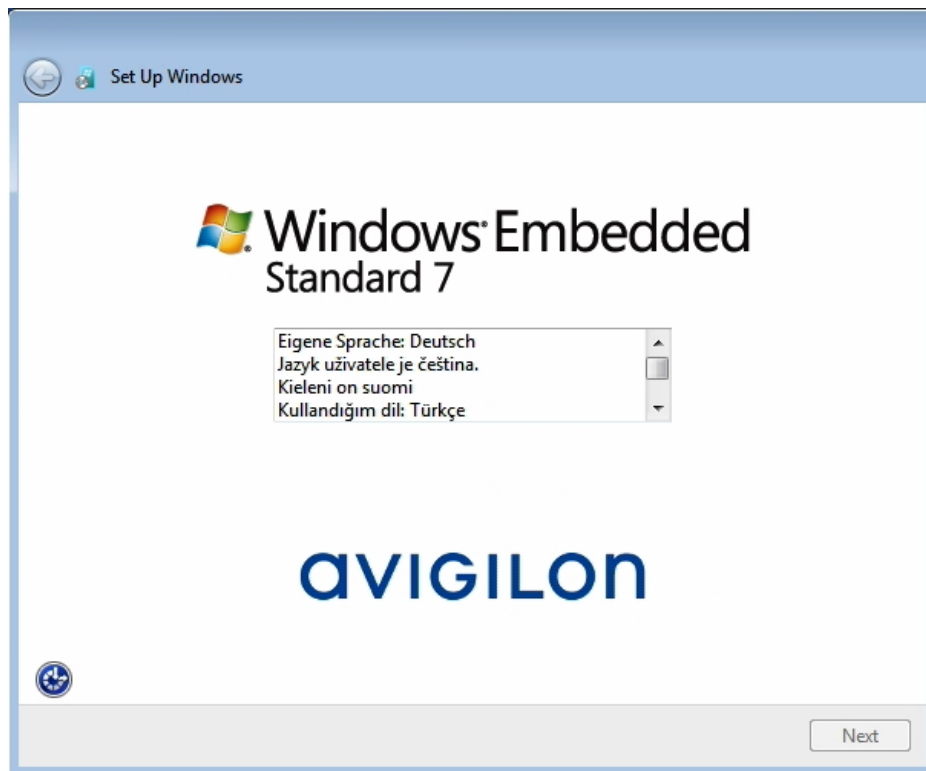 Set Up Windows
Windows® Embedded
Standard 7
Eigene Sprache: Deutsch
Jazyk uživatele je čeština.
Kieleni on suomi
Kullandığım dil: Türkçe
avigilon
Next